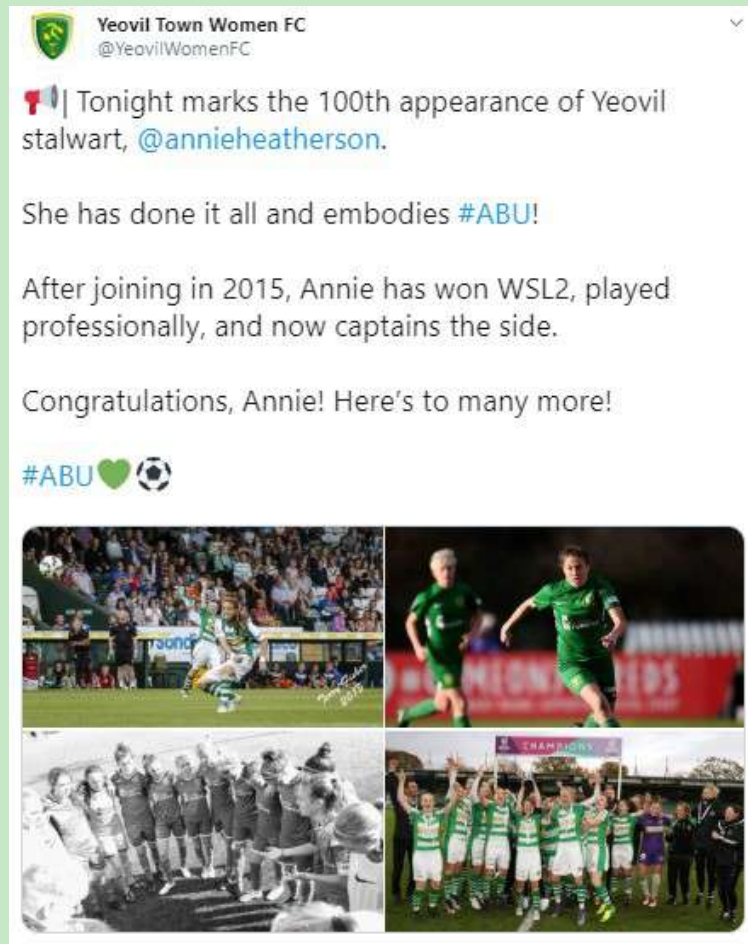 Yeovil Town Women FC
@YeovilWomenFC
📢| Tonight marks the 100th appearance of Yeovil
stalwart, @annieheatherson.
She has done it all and embodies #ABU!
After joining in 2015, Annie has won WSL2, played
professionally, and now captains the side.
Congratulations, Annie! Here's to many more!
#ABU💚⚽
CHAMPIONS